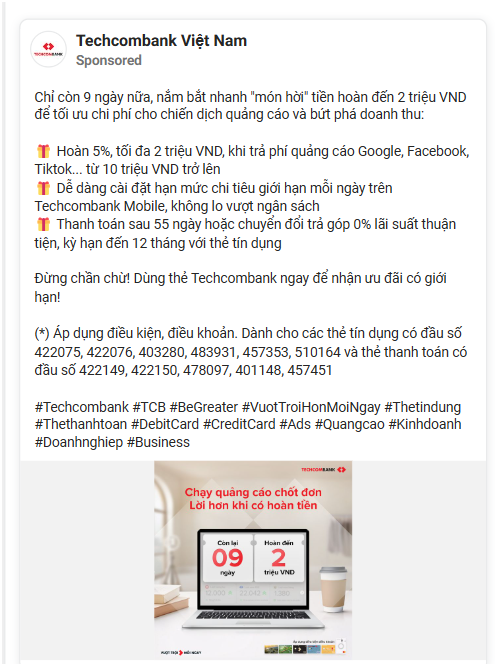 Techcombank Việt Nam
TECHCOMBANK
Sponsored
Chỉ còn 9 ngày nữa, nắm bắt nhanh "món hời" tiền hoàn đến 2 triệu VND
để tối ưu chi phí cho chiến dịch quảng cáo và bứt phá doanh thu:
Hoàn 5%, tối đa 2 triệu VND, khi trả phí quảng cáo Google, Facebook,
Tiktok... từ 10 triệu VND trở lên
Dễ dàng cài đặt hạn mức chi tiêu giới hạn mỗi ngày trên
Techcombank Mobile, không lo vượt ngân sách
Thanh toán sau 55 ngày hoặc chuyển đổi trả góp 0% lãi suất thuận
tiện, kỳ hạn đến 12 tháng với thẻ tín dụng
Đừng chần chừ! Dùng thẻ Techcombank ngay để nhận ưu đãi có giới
hạn!
(*) Áp dụng điều kiện, điều khoản. Dành cho các thẻ tín dụng có đầu số
422075, 422076, 403280, 483931, 457353, 510164 và thẻ thanh toán có
đầu số 422149, 422150, 478097, 401148, 457451
#Techcombank #TCB #BeGreater #VuotTroiHonMoiNgay #Thetindung
#Thethanhtoan #DebitCard #CreditCard #Ads #Quangcao #Kinhdoanh
#Doanhnghiep #Business
TECHCOMBANK
Chạy quảng cáo chốt đơn
Lời hơn khi có hoàn tiền
Còn lại
09
ngày
Hoàn đến
2
triệu VND
VƯỢT TRỘI MỖI NGÀY